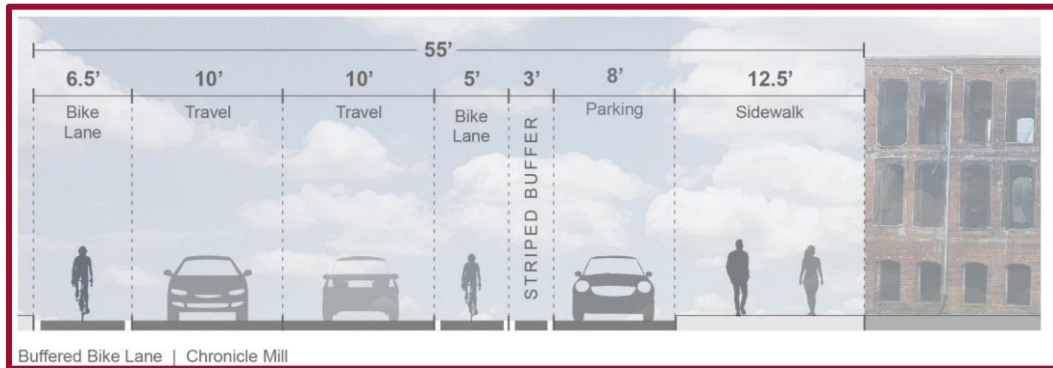 55’
6.5’ 10’ 10’ 5’ 3’ 8’ 12.5’
Bike Lane
Travel
Travel
Bike Lane
STRIPED BUFFER
Parking
Sidewalk
Buffered Bike Lane | Chronicle Mill